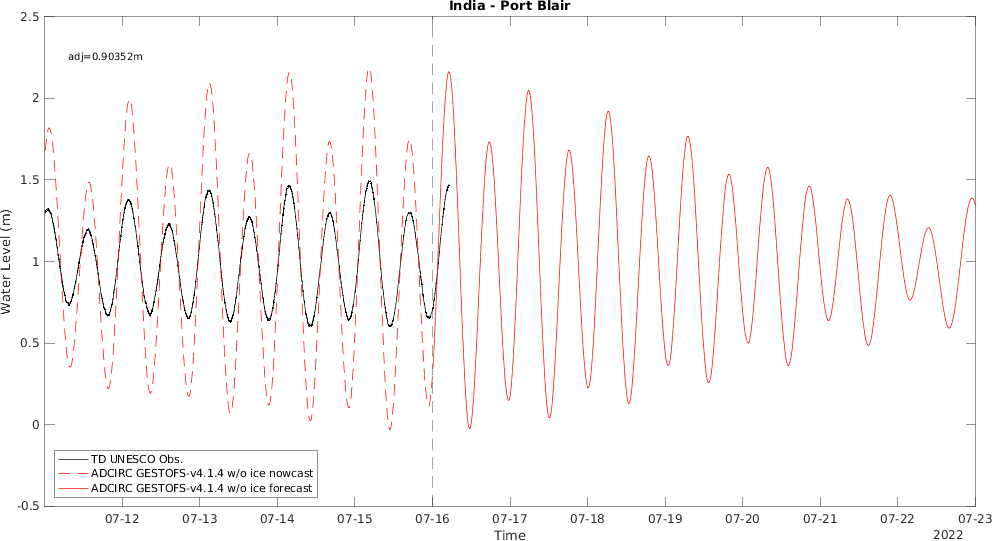 India - Port Blair
adj=0.90352m
2.5
2
1.5
1
0.5
0
-0.5
Water Level (m)
TD UNESCO Obs.
ADCIRC GESTOFS-v4.1.4 w/o ice nowcast
ADCIRC GESTOFS-v4.1.4 w/o ice forecast
07-12 07-13 07-14 07-15 07-16 07-17 07-18 07-19 07-20 07-21 07-22 07-23
Time
2022